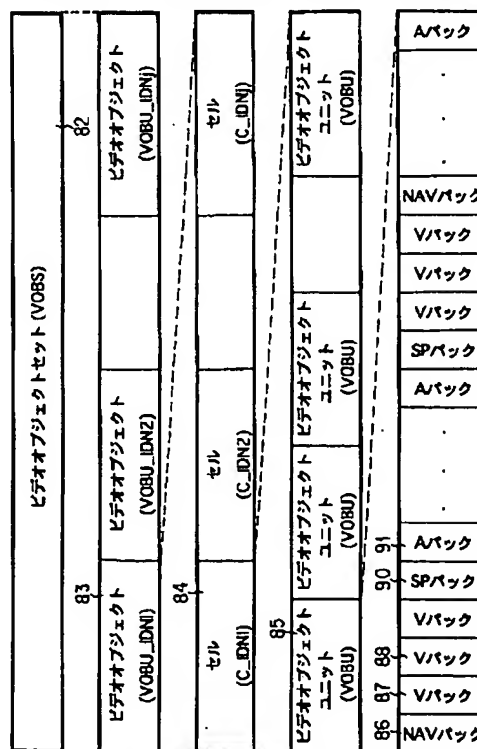 ビデオオブジェクトセット(VOBS)
82
83
ビデオオブジェクト
(VOBU_IDN1)
ビデオオブジェクト
(VOBU_IDN2)
ビデオオブジェクト
(VOBU_IDNj)
84
セル
(C_IDN1)
セル
(C_IDN2)
セル
(C_IDNj)
85
ビデオオブジェクト
ユニット
(VOBU)
ビデオオブジェクト
ユニット
(VOBU)
ビデオオブジェクト
ユニット
(VOBU)
ビデオオブジェクト
ユニット
(VOBU)
86
NAVパック
87
Vパック
88
Vパック
Vパック
90
SPパック
91
Aパック
・
・
・
Aパック
SPパック
Vパック
Vパック
Vパック
NAVパック
・
・
・
Aパック